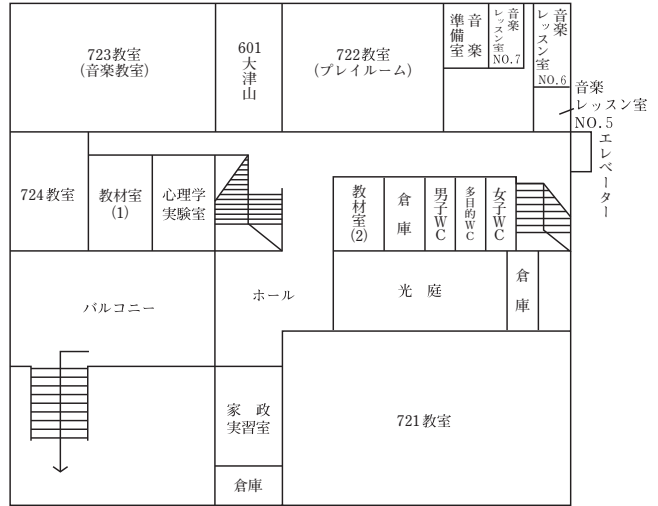 723教室
(音楽教室)
601
大津山
722教室
(プレイルーム)
音楽
準備室
音楽
レッスン室
NO.7
音楽
レッスン室
NO.6
音楽
レッスン室
NO.5
エレベーター
724教室
教材室
(1)
心理学
実験室
教材室(2)
倉庫
男子WC
多目的WC
女子WC
バルコニー
ホール
光庭
倉庫
家政
実習室
倉庫
721教室